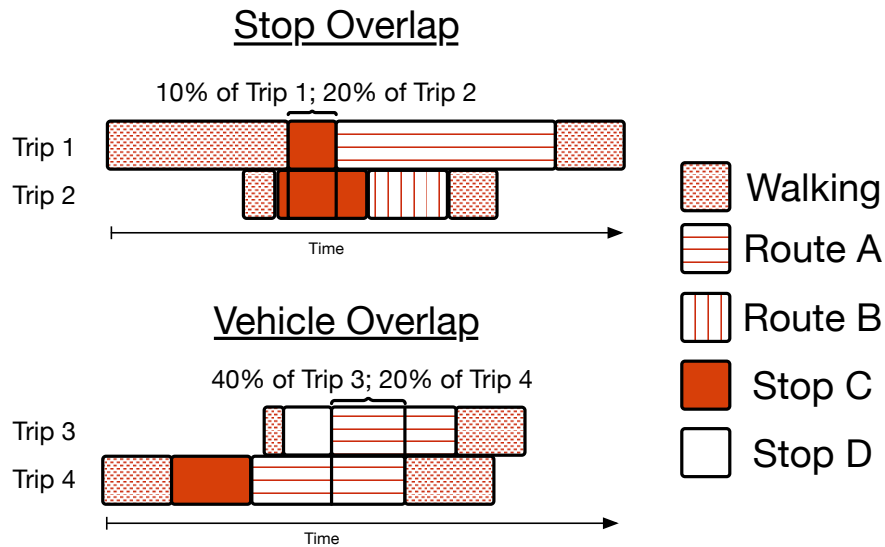 Stop Overlap
10% of Trip 1; 20% of Trip 2
Trip 1
Trip 2
Time
Vehicle Overlap
40% of Trip 3; 20% of Trip 4
Trip 3
Trip 4
Time
Walking
Route A
Route B
Stop C
Stop D